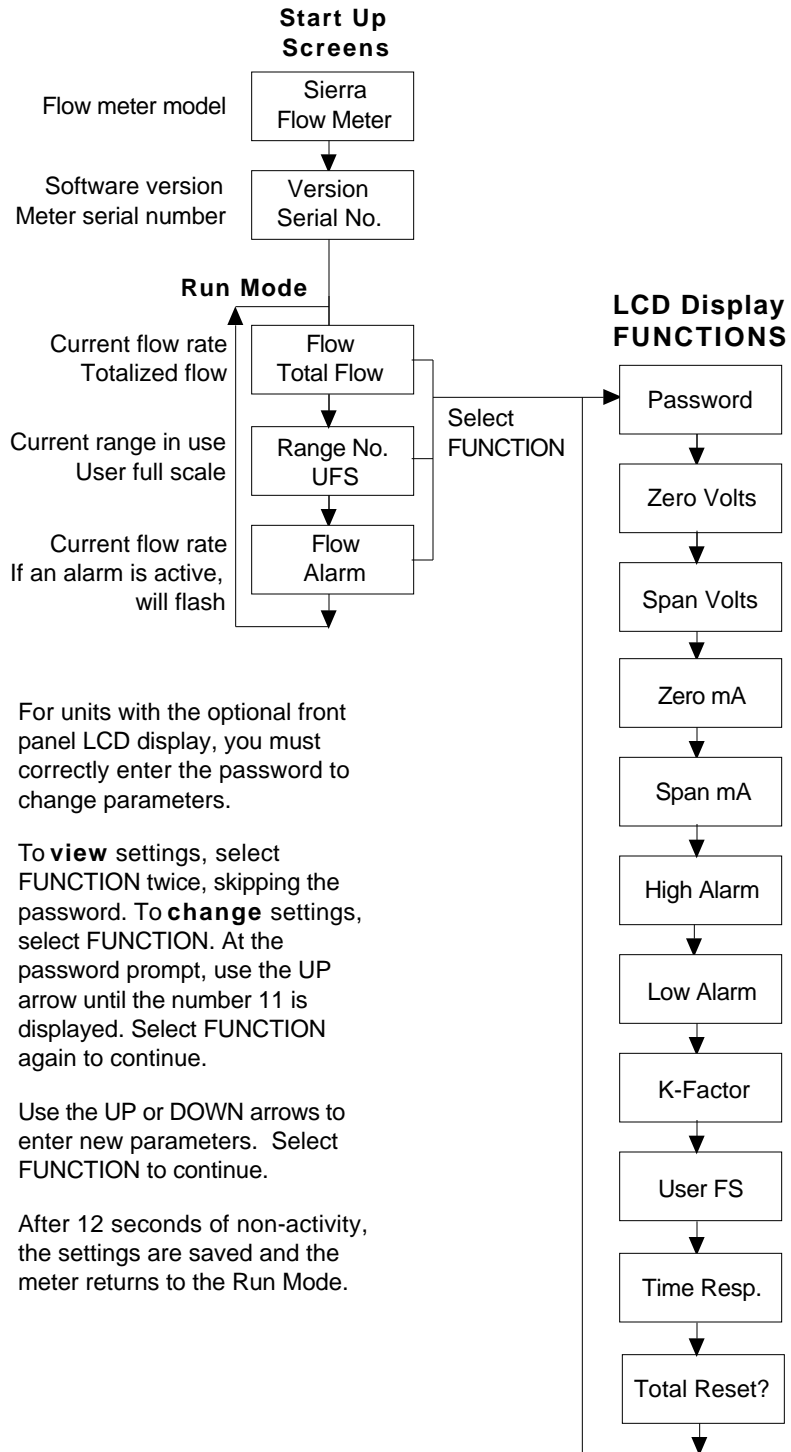 Start Up
Screens
Flow meter model
Sierra
Flow Meter
Software version
Meter serial number
Version
Serial No.
Run Mode
Current flow rate
Totalized flow
Flow
Total Flow
Current range in use
User full scale
Range No.
UFS
Current flow rate
If an alarm is active,
will flash
Flow
Alarm
Select
FUNCTION
LCD Display
FUNCTIONS
Password
Zero Volts
Span Volts
Zero mA
Span mA
High Alarm
Low Alarm
K-Factor
User FS
Time Resp.
Total Reset?
For units with the optional front
panel LCD display, you must
correctly enter the password to
change parameters.
To view settings, select
FUNCTION twice, skipping the
password. To change settings,
select FUNCTION. At the
password prompt, use the UP
arrow until the number 11 is
displayed. Select FUNCTION
again to continue.
Use the UP or DOWN arrows to
enter new parameters. Select
FUNCTION to continue.
After 12 seconds of non-activity,
the settings are saved and the
meter returns to the Run Mode.